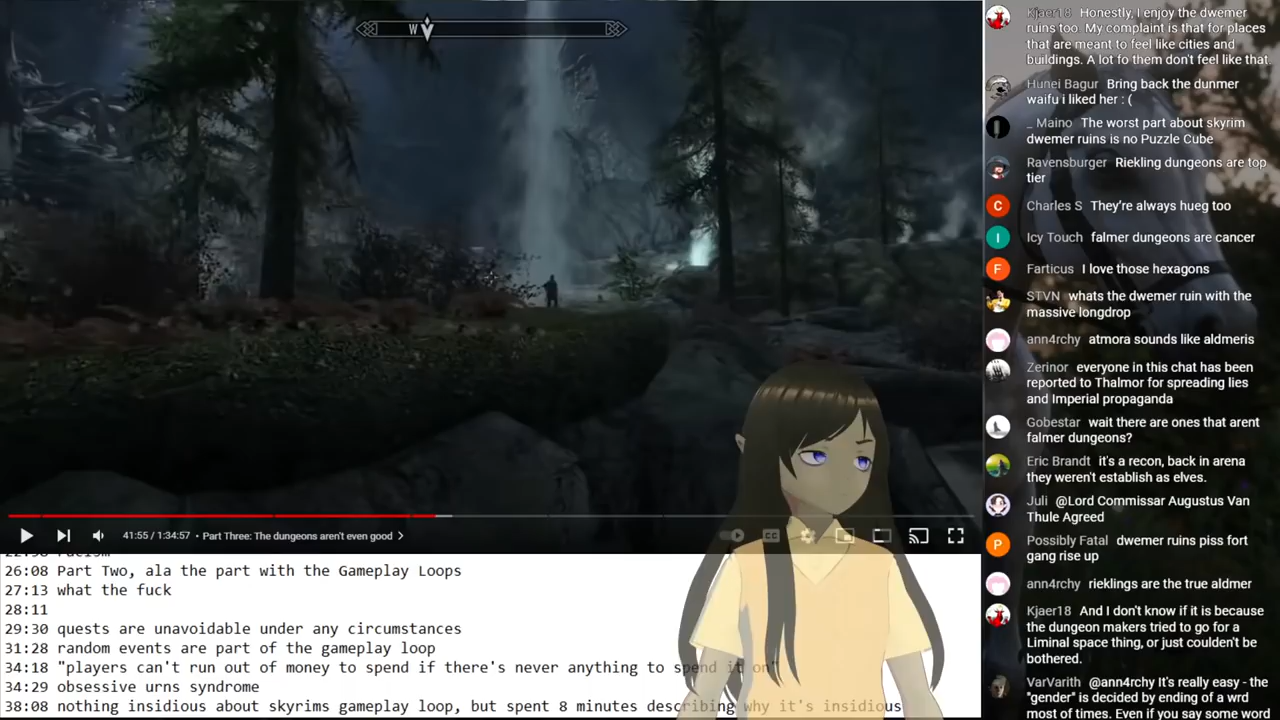 W
Kjaer18 Honestly, I enjoy the dwemer
ruins too. My complaint is that for places
that are meant to feel like cities and
buildings. A lot fo them don't feel like that
Hunei Bagur Bring back the dunmer
waifu i liked her : (
_ Maino The worst part about skyrim
dwemer ruins is no Puzzle Cube
Ravensburger Riekling dungeons are top
tier
C Charles S They're always hueg too
I Icy Touch falmer dungeons are cancer
F Farticus I love those hexagons
STVN whats the dwemer ruin with the
massive longdrop
ann4rchy atmora sounds like aldmeris
Zerinor everyone in this chat has been
reported to Thalmor for spreading lies
and Imperial propaganda
Gobestar wait there are ones that arent
falmer dungeons?
Eric Brandt it's a recon, back in arena
they weren't establish as elves.
Juli @Lord Commissar Augustus Van
Thule Agreed
P Possibly Fatal dwemer ruins piss fort
gang rise up
ann4rchy rieklings are the true aldmer
Kjaer18 And I don't know if it is because
the dungeon makers tried to go for a
Liminal space thing, or just couldn't be
bothered.
VarVarith @ann4rchy It's really easy - the
"gender" is decided by ending of a wrd
most of times. Even if you say some word
41:55 / 1:34:57 • Part Three: The dungeons aren't even good
CC
26:08 Part Two, ala the part with the Gameplay Loops
27:13 what the fuck
28:11
29:30 quests are unavoidable under any circumstances
31:28 random events are part of the gameplay loop
34:18 "players can't run out of money to spend if there's never anything to spend it on"
34:29 obsessive urns syndrome
38:08 nothing insidious about skyrims gameplay loop, but spent 8 minutes describing why it's insidious